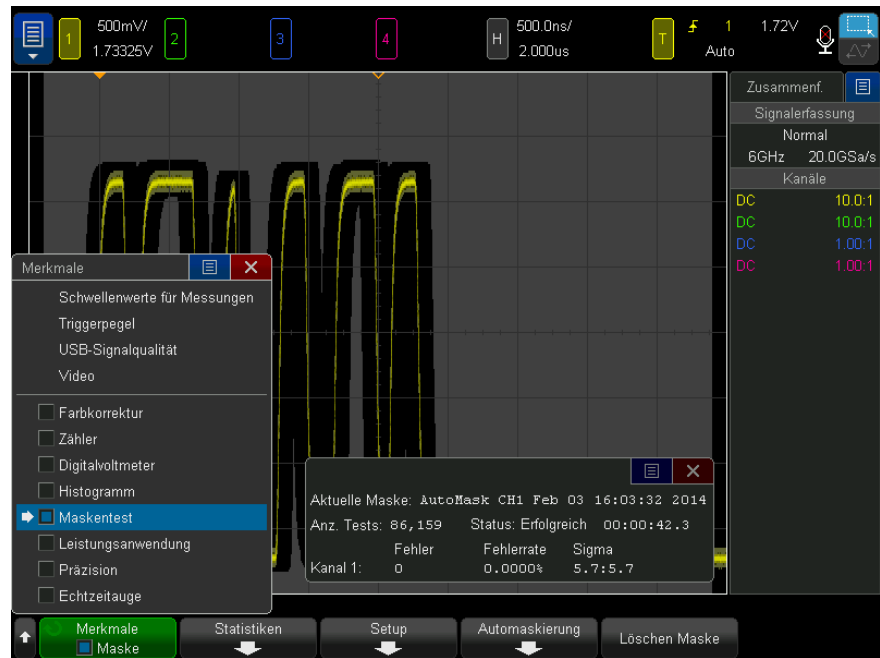 1 500mV/ 1.73325V 2 3 4 H 500.0ns/ 2.000us T 1 1.72V Auto
Zusammenf.
Signalerfassung
Normal
6GHz 20.0GSa/s
Kanäle
DC 10.0:1
DC 10.0:1
DC 1.00:1
DC 1.00:1
Merkmale
Schwellenwerte für Messungen
Triggerpegel
USB-Signalqualität
Video
Farbkorrektur
Zähler
Digitalvoltmeter
Histogramm
Maskentest
Leistungsanwendung
Präzision
Echtzeitauge
Aktuelle Maske: AutoMask CH1 Feb 03 16:03:32 2014
Anz. Tests: 86,159 Status: Erfolgreich 00:00:42.3
Fehler Fehlerrate Sigma
Kanal 1: 0 0.0000% 5.7:5.7
Merkmale
Maske
Statistiken
Setup
Automaskierung
Löschen Maske